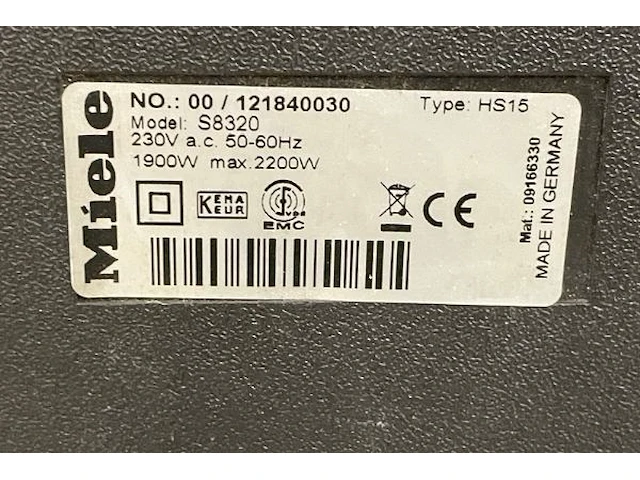 Miele
NO.: 00 / 121840030
Type: HS15
Model: S8320
230V a.c. 50-60Hz
1900W max.2200W
KEMA
KEUR
VDE
EMC
CE
Mat.: 09166330
MADE IN GERMANY